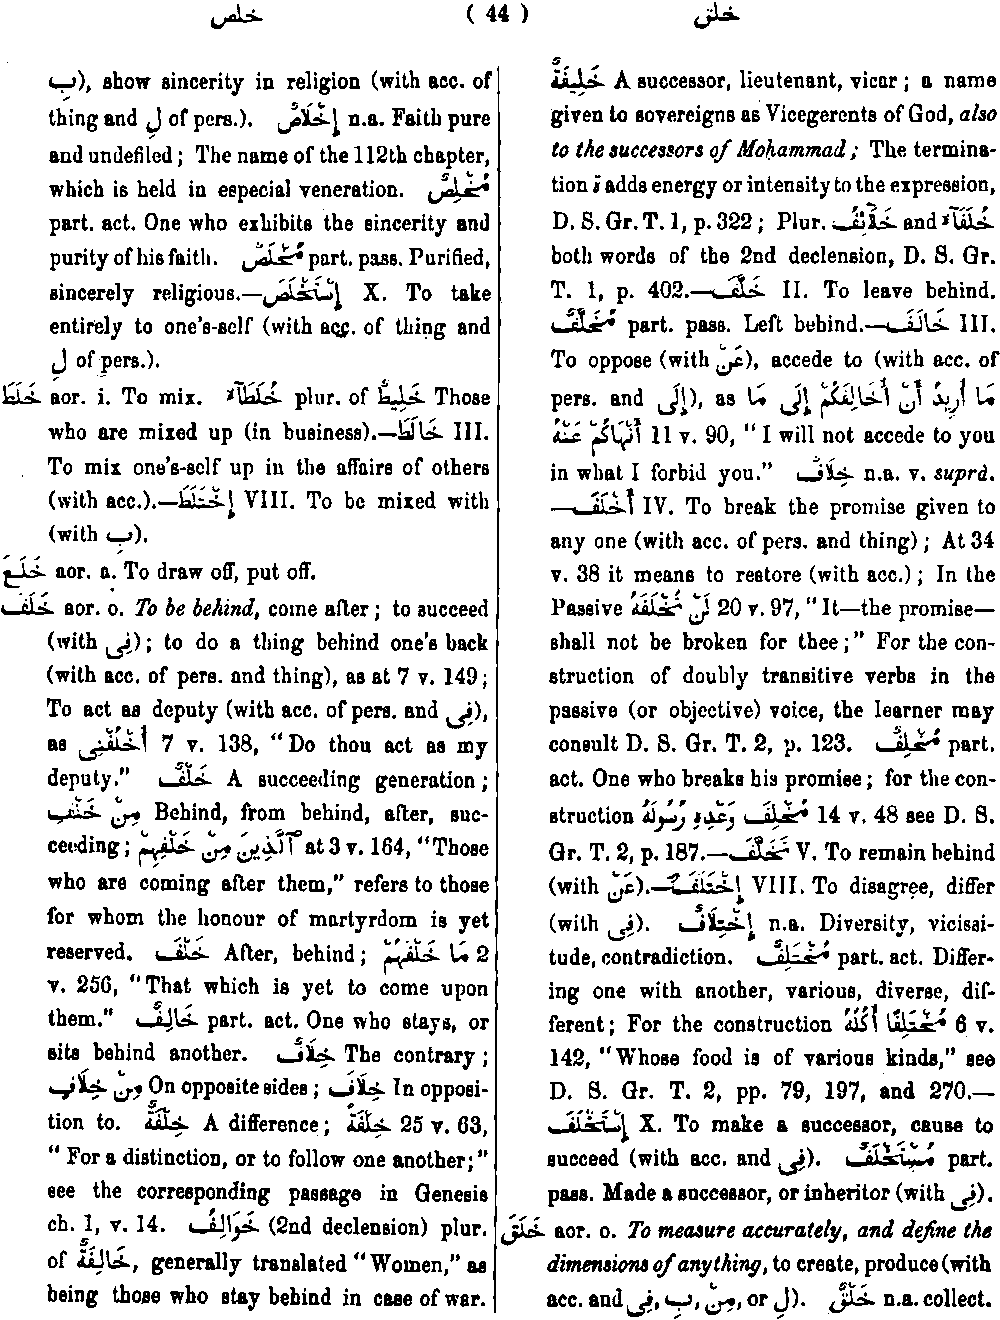 خلص ( 44 ) خلق
بِ), show sincerity in religion (with acc. of
thing and لِ of pers.). إِخْلَاصٌ n.a. Faith pure
and undefiled; The name of the 112th chapter,
which is held in especial veneration. مُخْلِصٌ
part. act. One who exhibits the sincerity and
purity of his faith. مُخْلَصٌ part. pass. Purified,
sincerely religious.—إِسْتَخْلَصَ X. To take
entirely to one's-self (with acc. of thing and
لِ of pers.).
خَلَطَ aor. i. To mix. خُلَطَآءُ plur. of خَلِيطٌ Those
who are mixed up (in business).—خَالَطَ III.
To mix one's-self up in the affairs of others
(with acc.).—إِخْتَلَطَ VIII. To be mixed with
(with بِ).
خَلَعَ aor. a. To draw off, put off.
خَلَفَ aor. o. To be behind, come after; to succeed
(with فِى); to do a thing behind one's back
(with acc. of pers. and thing), as at 7 v. 149;
To act as deputy (with acc. of pers. and فِى),
as أُخْلُفْنِى 7 v. 138, "Do thou act as my
deputy." خَلْفٌ A succeeding generation;
مِنْ خَلْفِ Behind, from behind, after, suc-
ceeding; آلَّذِينَ مِنْ خَلْفِهِمْ at 3 v. 164, "Those
who are coming after them," refers to those
for whom the honour of martyrdom is yet
reserved. خَلْفَ After, behind; مَا خَلْفَهُمْ 2
v. 256, "That which is yet to come upon
them." خَالِفٌ part. act. One who stays, or
sits behind another. خِلَافٌ The contrary;
مِنْ خِلَافٍ On opposite sides; خِلَافَ In opposi-
tion to. خِلْفَةٌ A difference; خِلْفَةً 25 v. 63,
"For a distinction, or to follow one another;"
see the corresponding passage in Genesis
ch. 1, v. 14. خَوَالِفُ (2nd declension) plur.
of خَالِفَةٌ, generally translated "Women," as
being those who stay behind in case of war.
خَلِيفَةٌ A successor, lieutenant, vicar; a name
given to sovereigns as Vicegerents of God, also
to the successors of Moḥammad; The termina-
tion ة adds energy or intensity to the expression,
D. S. Gr. T. 1, p. 322; Plur. خَلَآئِفُ and خُلَفَآءُ
both words of the 2nd declension, D. S. Gr.
T. 1, p. 402.—خَلَّفَ II. To leave behind.
مُخَلَّفٌ part. pass. Left behind.—خَالَفَ III.
To oppose (with عَنْ), accede to (with acc. of
pers. and إِلَى), as مَا أُرِيدُ أَنْ أُخَالِفَكُمْ إِلَى مَا
أَنْهَاكُمْ عَنْهُ 11 v. 90, "I will not accede to you
in what I forbid you." خِلَافٌ n.a. v. suprà.
—أَخْلَفَ IV. To break the promise given to
any one (with acc. of pers. and thing); At 34
v. 38 it means to restore (with acc.); In the
Passive لَنْ تُخْلَفَهُ 20 v. 97, "It—the promise—
shall not be broken for thee;" For the con-
struction of doubly transitive verbs in the
passive (or objective) voice, the learner may
consult D. S. Gr. T. 2, p. 123. مُخْلِفٌ part.
act. One who breaks his promise; for the con-
struction مُخْلِفَ وَعْدِهِ رُسُلَهُ 14 v. 48 see D. S.
Gr. T. 2, p. 187.—تَخَلَّفَ V. To remain behind
(with عَنْ).—إِخْتَلَفَ VIII. To disagree, differ
(with فِى). إِخْتِلَافٌ n.a. Diversity, vicissi-
tude, contradiction. مُخْتَلِفٌ part. act. Differ-
ing one with another, various, diverse, dif-
ferent; For the construction مُخْتَلِفًا أُكُلُهُ 6 v.
142, "Whose food is of various kinds," see
D. S. Gr. T. 2, pp. 79, 197, and 270.—
إِسْتَخْلَفَ X. To make a successor, cause to
succeed (with acc. and فِى). مُسْتَخْلَفٌ part.
pass. Made a successor, or inheritor (with فِى).
خَلَقَ aor. o. To measure accurately, and define the
dimensions of anything, to create, produce (with
acc. and فِى, بِ, مِنْ, or لِ). خَلْقٌ n.a. collect.